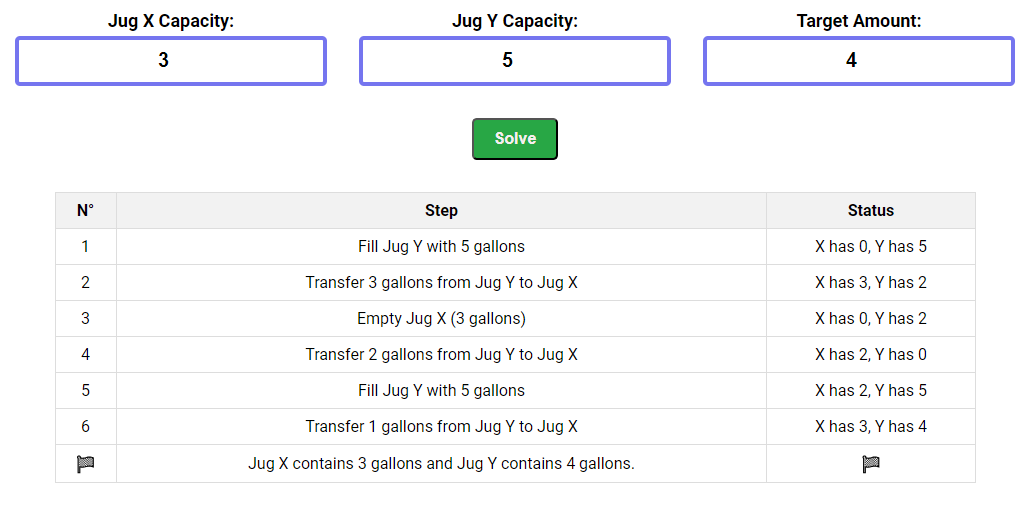 Jug X Capacity: Jug Y Capacity: Target Amount:
3 5 4
Solve
N° Step Status
1 Fill Jug Y with 5 gallons X has 0, Y has 5
2 Transfer 3 gallons from Jug Y to Jug X X has 3, Y has 2
3 Empty Jug X (3 gallons) X has 0, Y has 2
4 Transfer 2 gallons from Jug Y to Jug X X has 2, Y has 0
5 Fill Jug Y with 5 gallons X has 2, Y has 5
6 Transfer 1 gallons from Jug Y to Jug X X has 3, Y has 4
Jug X contains 3 gallons and Jug Y contains 4 gallons.